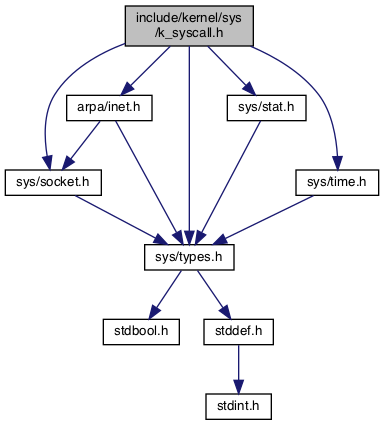 include/kernel/sys
/k_syscall.h
arpa/inet.h
sys/stat.h
sys/socket.h
sys/time.h
sys/types.h
stdbool.h
stddef.h
stdint.h